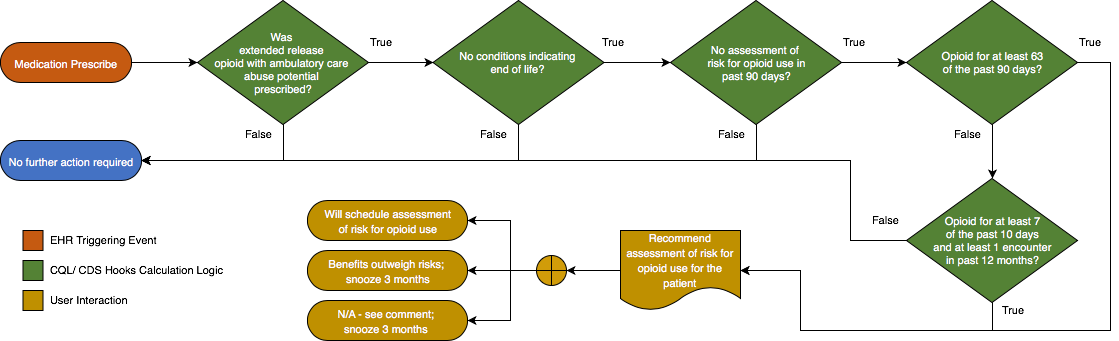 Medication Prescribe
Was
extended release
opioid with ambulatory care
abuse potential
prescribed?
True
False
No conditions indicating
end of life?
True
False
No assessment of
risk for opioid use in
past 90 days?
True
False
Opioid for at least 63
of the past 90 days?
True
False
No further action required
Opioid for at least 7
of the past 10 days
and at least 1 encounter
in past 12 months?
False
True
Recommend
assessment of risk for
opioid use for the
patient
Will schedule assessment
of risk for opioid use
Benefits outweigh risks;
snooze 3 months
N/A - see comment;
snooze 3 months
EHR Triggering Event
CQL/ CDS Hooks Calculation Logic
User Interaction